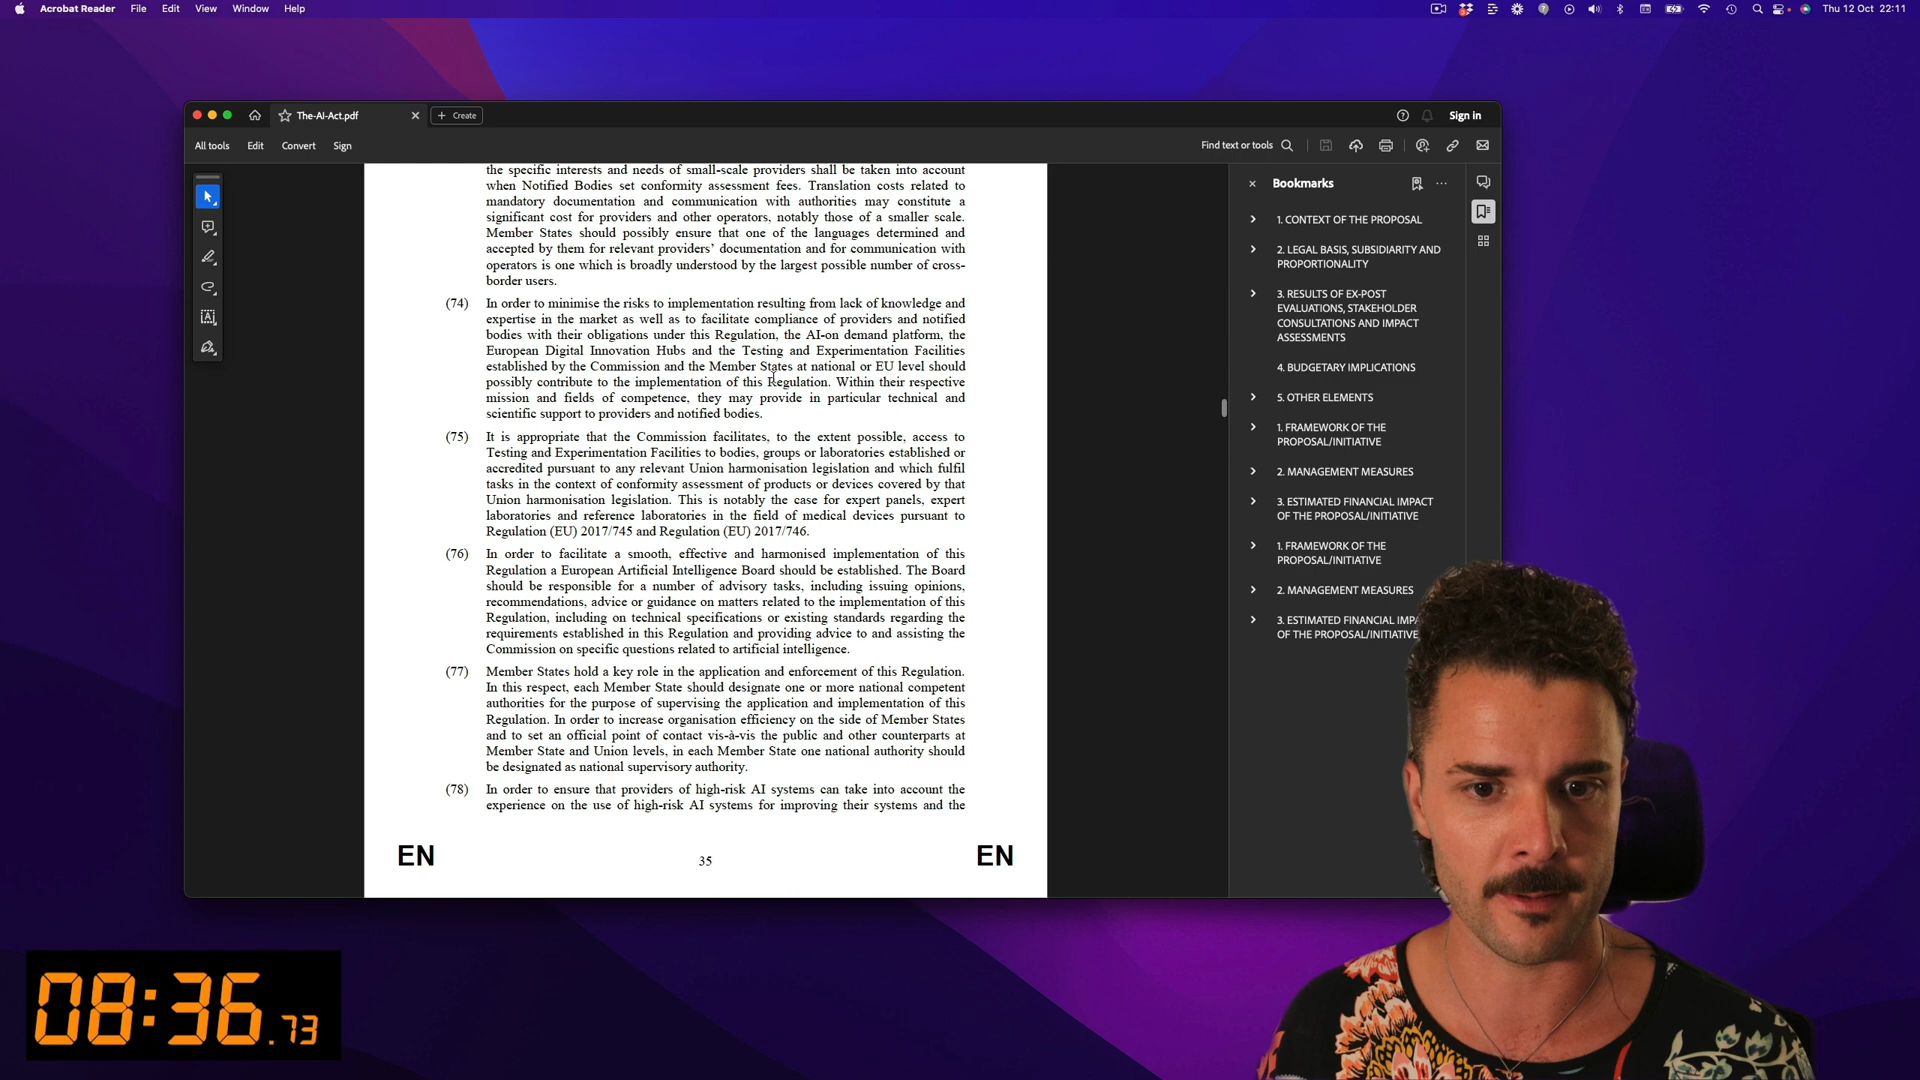 Acrobat Reader File Edit View Window Help
Thu 12 Oct 22:11
The-AI-Act.pdf
Create
Sign in
All tools Edit Convert Sign
Find text or tools
the specific interests and needs of small-scale providers shall be taken into account
when Notified Bodies set conformity assessment fees. Translation costs related to
mandatory documentation and communication with authorities may constitute a
significant cost for providers and other operators, notably those of a smaller scale.
Member States should possibly ensure that one of the languages determined and
accepted by them for relevant providers’ documentation and for communication with
operators is one which is broadly understood by the largest possible number of cross-
border users.
(74) In order to minimise the risks to implementation resulting from lack of knowledge and
expertise in the market as well as to facilitate compliance of providers and notified
bodies with their obligations under this Regulation, the AI-on demand platform, the
European Digital Innovation Hubs and the Testing and Experimentation Facilities
established by the Commission and the Member States at national or EU level should
possibly contribute to the implementation of this Regulation. Within their respective
mission and fields of competence, they may provide in particular technical and
scientific support to providers and notified bodies.
(75) It is appropriate that the Commission facilitates, to the extent possible, access to
Testing and Experimentation Facilities to bodies, groups or laboratories established or
accredited pursuant to any relevant Union harmonisation legislation and which fulfil
tasks in the context of conformity assessment of products or devices covered by that
Union harmonisation legislation. This is notably the case for expert panels, expert
laboratories and reference laboratories in the field of medical devices pursuant to
Regulation (EU) 2017/745 and Regulation (EU) 2017/746.
(76) In order to facilitate a smooth, effective and harmonised implementation of this
Regulation a European Artificial Intelligence Board should be established. The Board
should be responsible for a number of advisory tasks, including issuing opinions,
recommendations, advice or guidance on matters related to the implementation of this
Regulation, including on technical specifications or existing standards regarding the
requirements established in this Regulation and providing advice to and assisting the
Commission on specific questions related to artificial intelligence.
(77) Member States hold a key role in the application and enforcement of this Regulation.
In this respect, each Member State should designate one or more national competent
authorities for the purpose of supervising the application and implementation of this
Regulation. In order to increase organisation efficiency on the side of Member States
and to set an official point of contact vis-à-vis the public and other counterparts at
Member State and Union levels, in each Member State one national authority should
be designated as national supervisory authority.
(78) In order to ensure that providers of high-risk AI systems can take into account the
experience on the use of high-risk AI systems for improving their systems and the
EN 35 EN
Bookmarks
1. CONTEXT OF THE PROPOSAL
2. LEGAL BASIS, SUBSIDIARITY AND
PROPORTIONALITY
3. RESULTS OF EX-POST
EVALUATIONS, STAKEHOLDER
CONSULTATIONS AND IMPACT
ASSESSMENTS
4. BUDGETARY IMPLICATIONS
5. OTHER ELEMENTS
1. FRAMEWORK OF THE
PROPOSAL/INITIATIVE
2. MANAGEMENT MEASURES
3. ESTIMATED FINANCIAL IMPACT
OF THE PROPOSAL/INITIATIVE
1. FRAMEWORK OF THE
PROPOSAL/INITIATIVE
2. MANAGEMENT MEASURES
3. ESTIMATED FINANCIAL IMPA
OF THE PROPOSAL/INITIATIVE
08:36.73